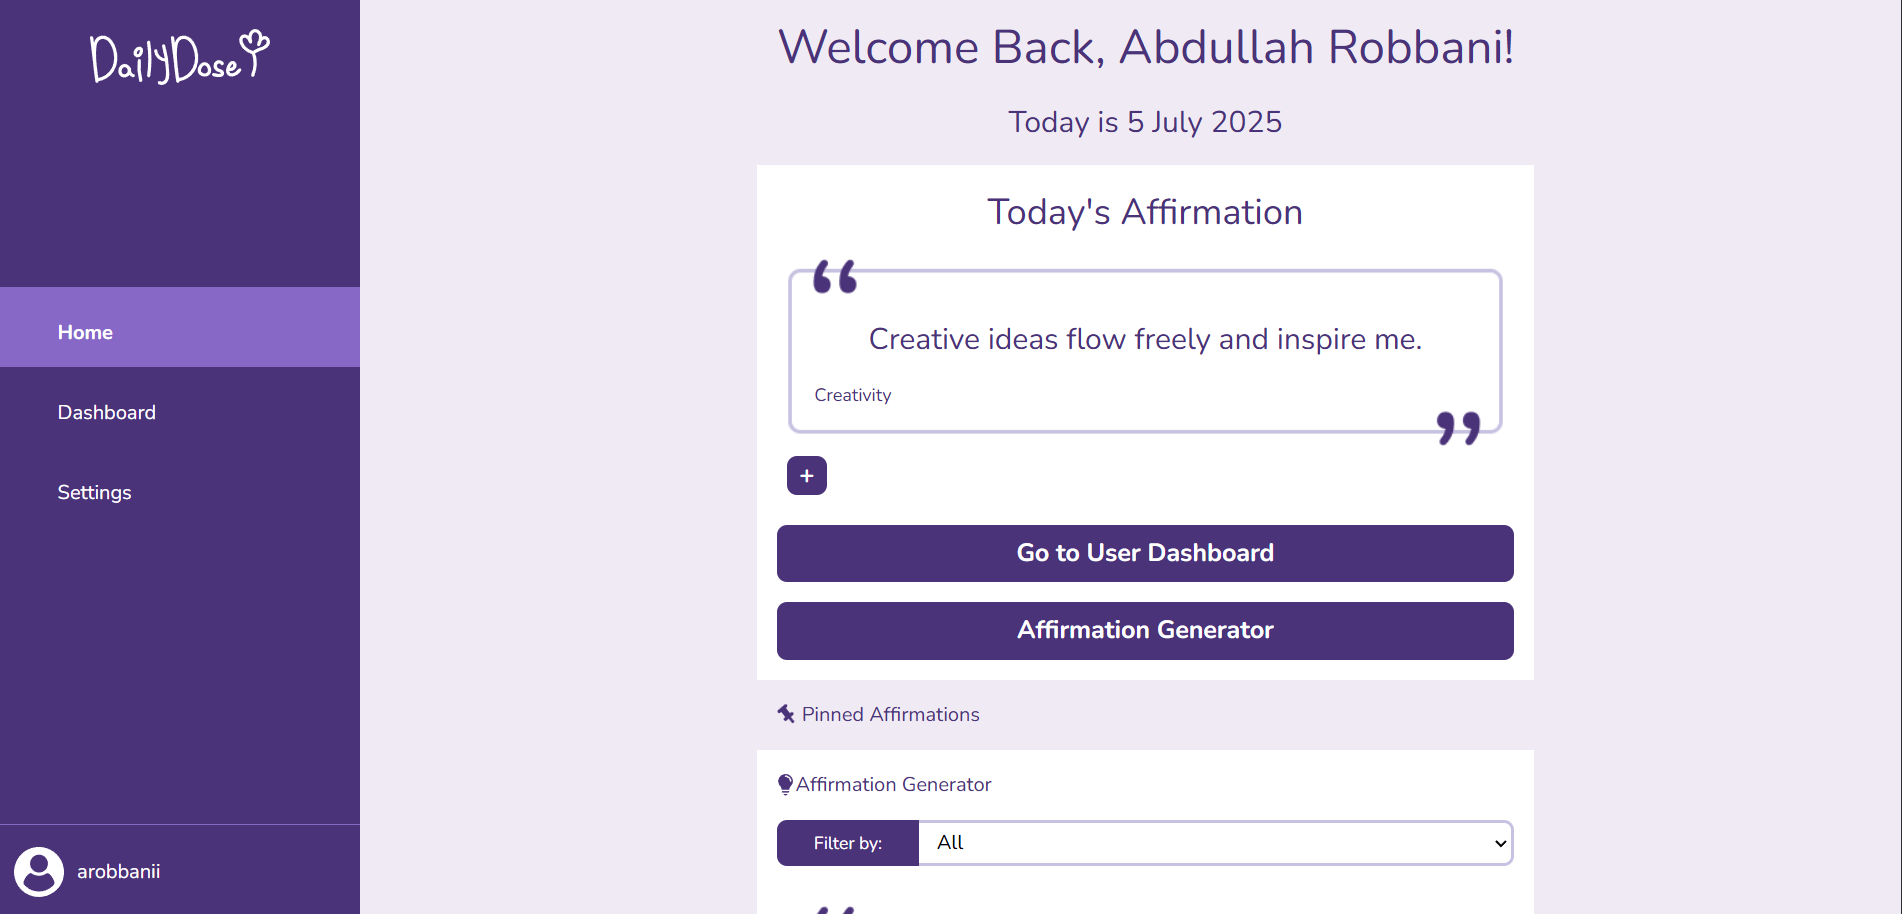 DailyDose
Home
Dashboard
Settings
arobbanii
Welcome Back, Abdullah Robbani!
Today is 5 July 2025
Today's Affirmation
“
Creative ideas flow freely and inspire me.
Creativity
”
+
Go to User Dashboard
Affirmation Generator
Pinned Affirmations
Affirmation Generator
Filter by: All